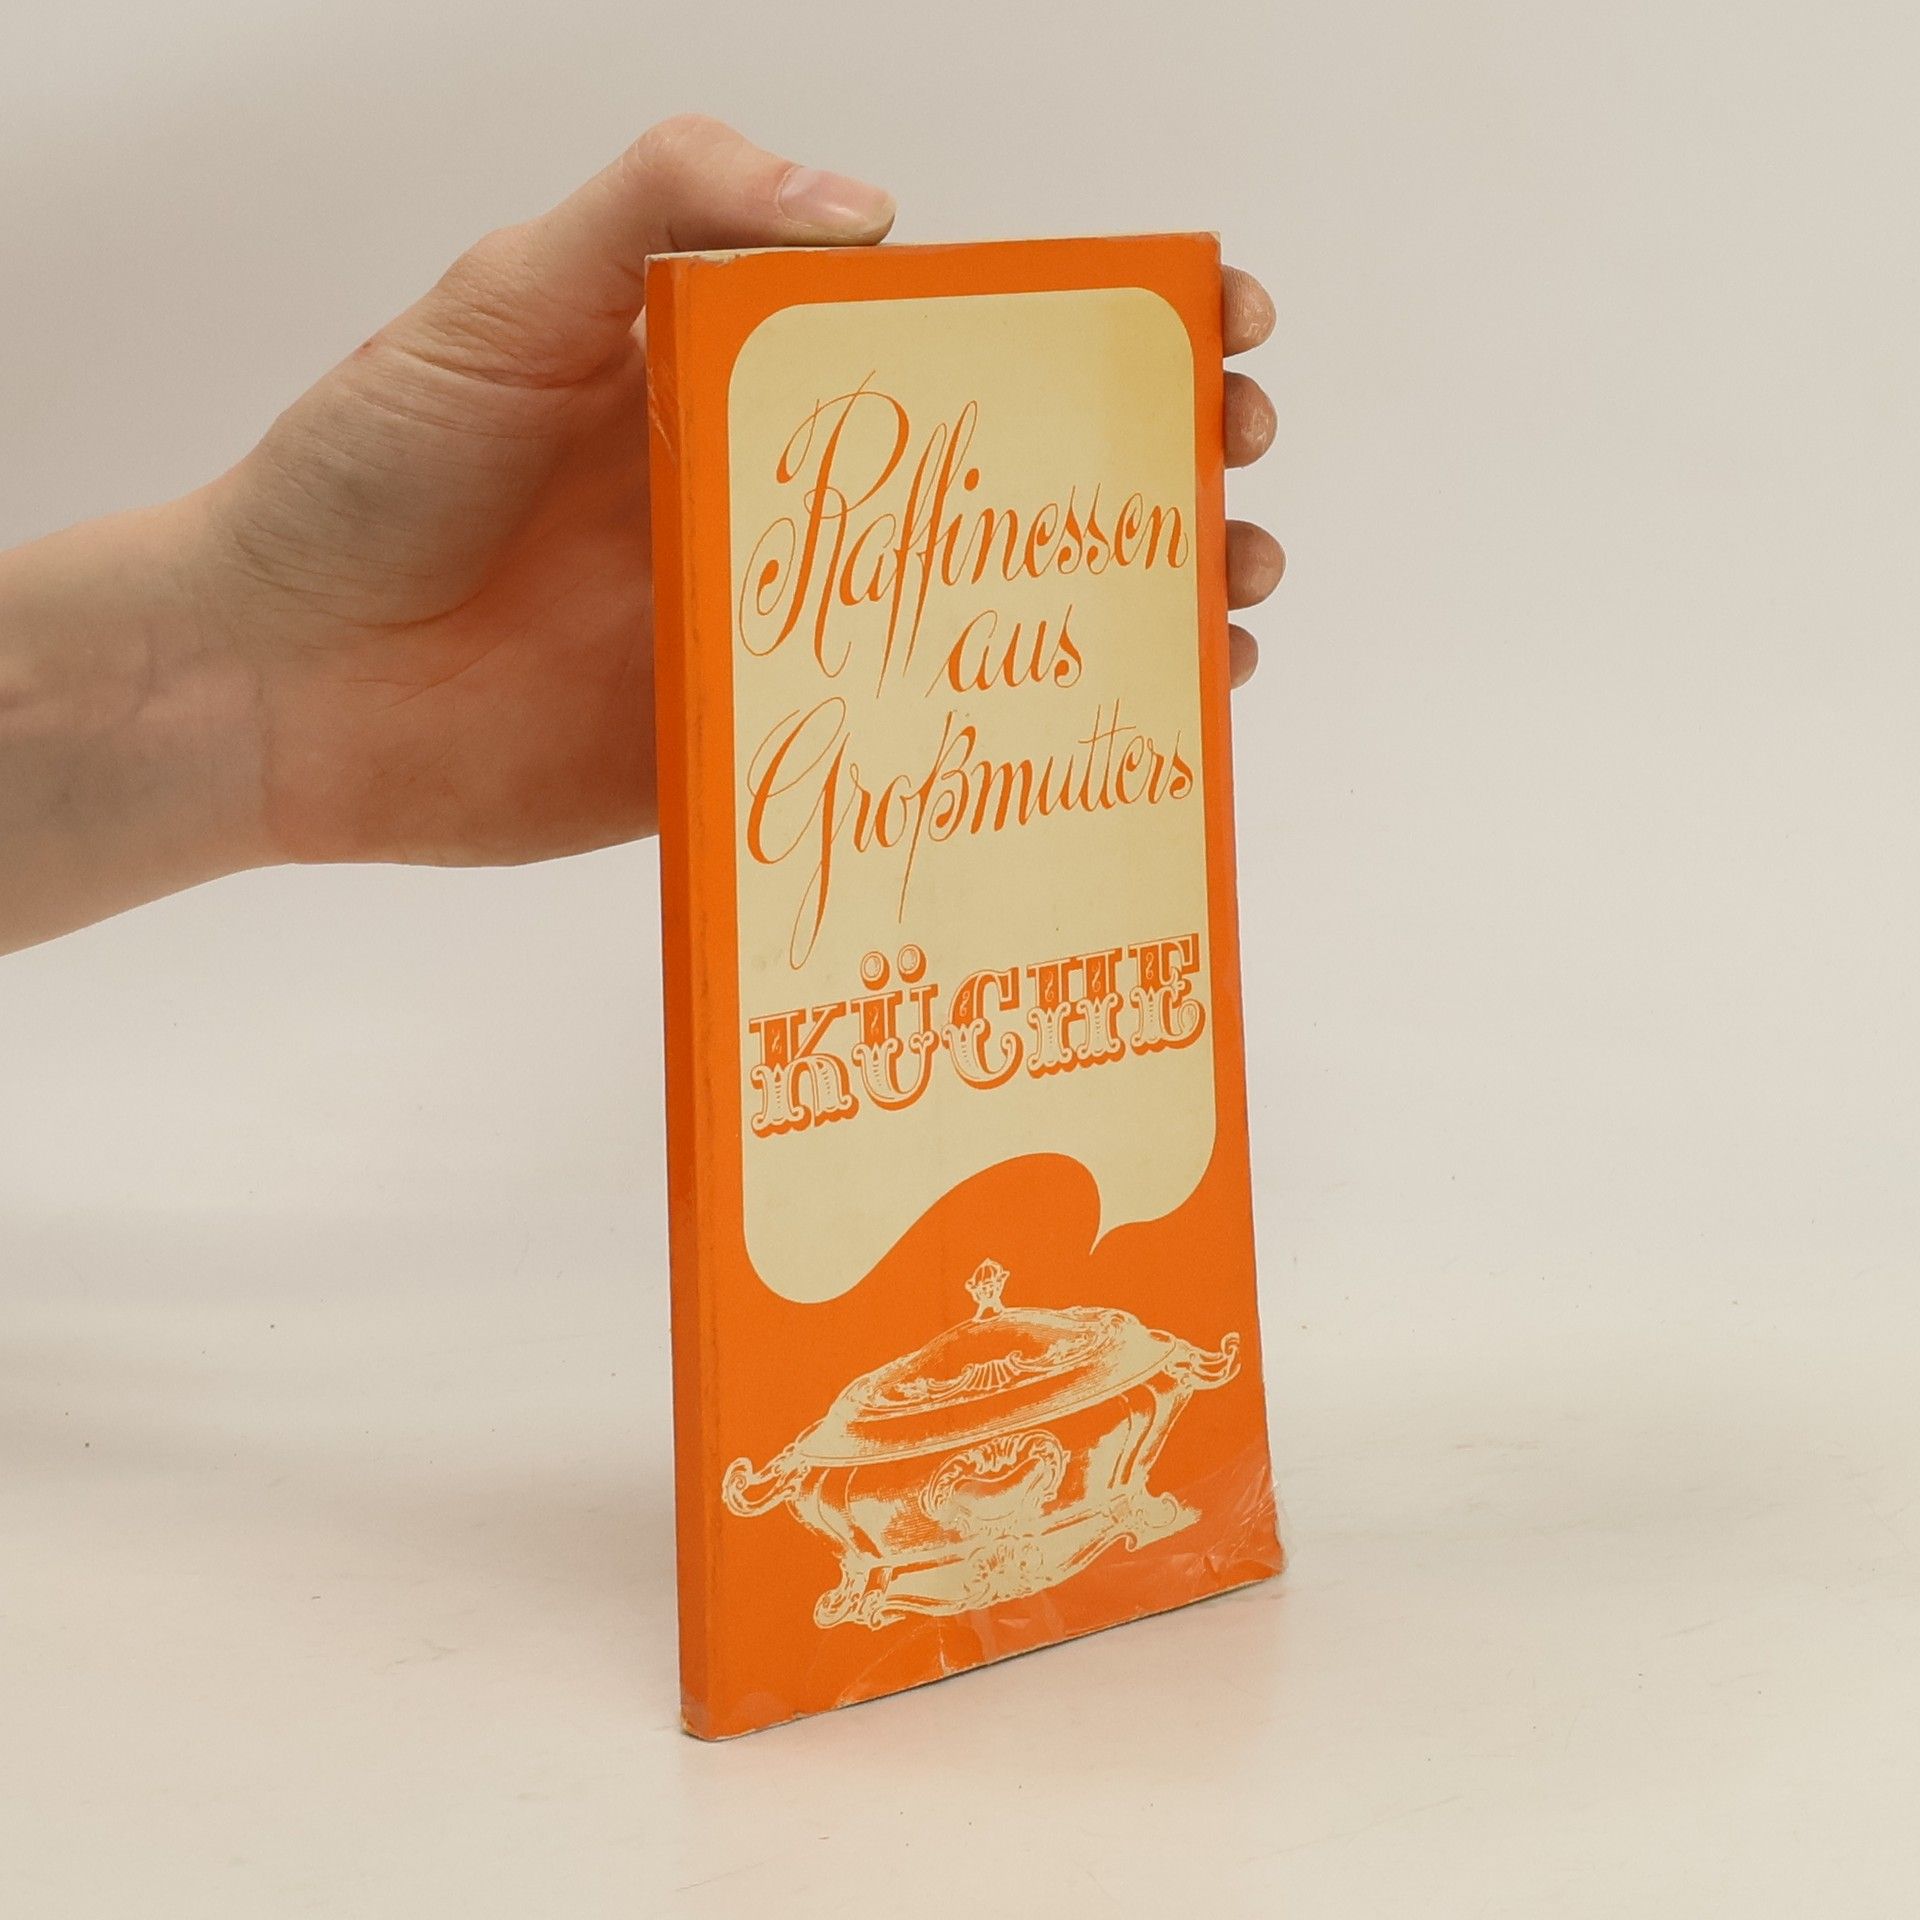 Raffinessen
aus
Großmutters
KÜCHE